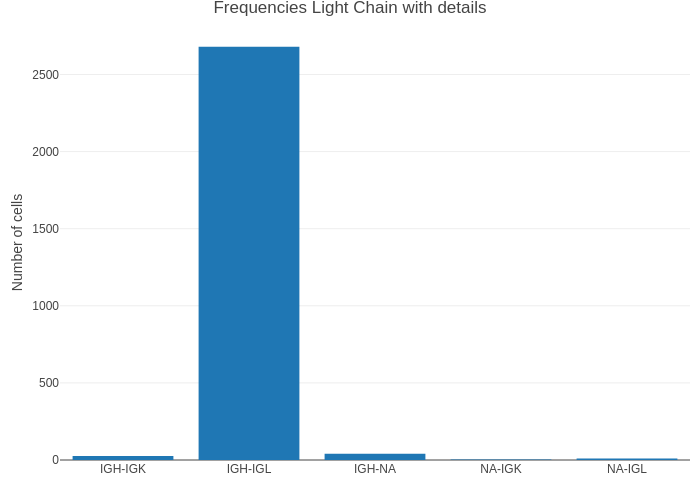 Frequencies Light Chain with details
Number of cells
2500
2000
1500
1000
500
0
IGH-IGK
IGH-IGL
IGH-NA
NA-IGK
NA-IGL